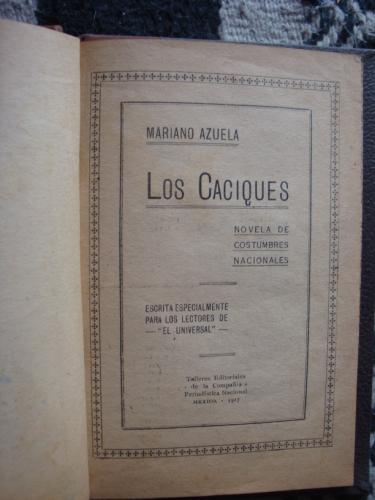 MARIANO AZUELA
LOS CACIQUES
NOVELA DE
COSTUMBRES
NACIONALES
ESCRITA ESPECIALMENTE
PARA LOS LECTORES DE
— "EL UNIVERSAL" —
Talleres Editoriales
- de la Compañía -
Periodística Nacional
MEXICO - 1917